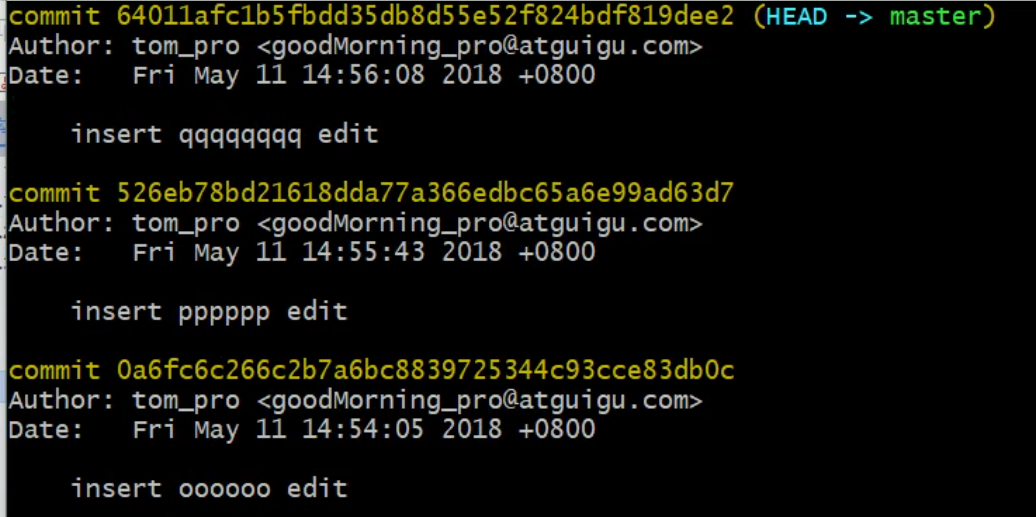 commit 64011afc1b5fbdd35db8d55e52f824bdf819dee2 (HEAD -> master)
Author: tom_pro <goodMorning_pro@atguigu.com>
Date:   Fri May 11 14:56:08 2018 +0800
insert qqqqqqqq edit
commit 526eb78bd21618dda77a366edbc65a6e99ad63d7
Author: tom_pro <goodMorning_pro@atguigu.com>
Date:   Fri May 11 14:55:43 2018 +0800
insert pppppp edit
commit 0a6fc6c266c2b7a6bc8839725344c93cce83db0c
Author: tom_pro <goodMorning_pro@atguigu.com>
Date:   Fri May 11 14:54:05 2018 +0800
insert oooooo edit